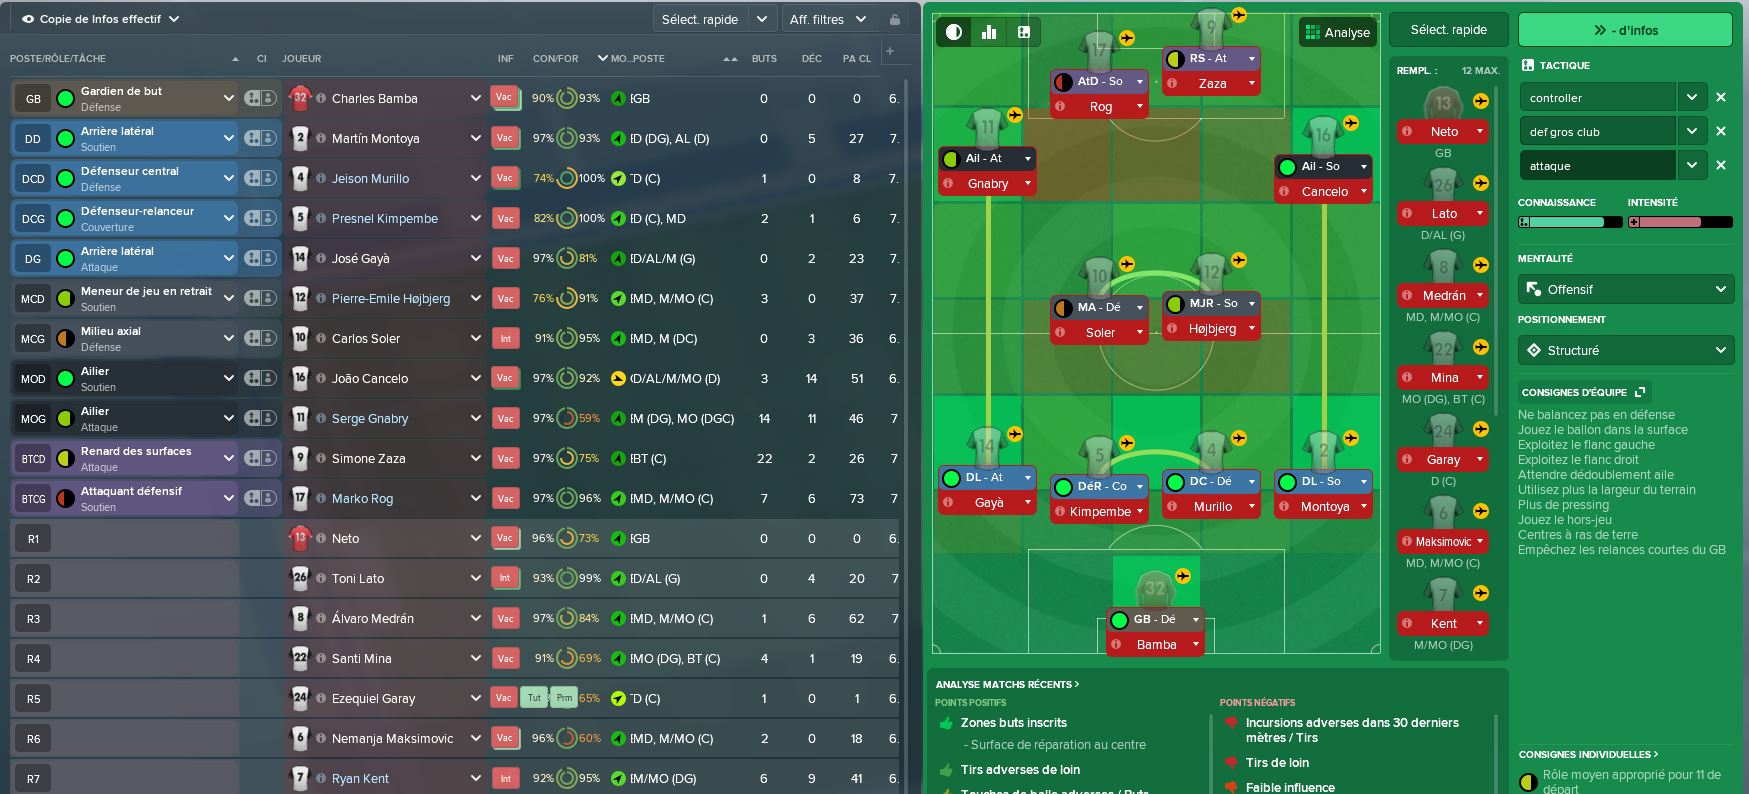 Copie de Infos effectif
Sélect. rapide
Aff. filtres
POSTE/RÔLE/TÂCHE CI JOUEUR INF CON/FOR MO... POSTE BUTS DÉC PA CL
GB Gardien de but Défense 32 Charles Bamba Vac 90% 93% GB 0 0 0 6.
DD Arrière latéral Soutien 2 Martín Montoya Vac 97% 93% D (DG), AL (D) 0 5 27 7.
DCD Défenseur central Défense 4 Jeison Murillo Vac 74% 100% D (C) 1 0 8 7.
DCG Défenseur-relanceur Couverture 5 Presnel Kimpembe Vac 82% 100% D (C), MD 2 1 6 7.
DG Arrière latéral Attaque 14 José Gayà Vac 97% 81% D/AL/M (G) 0 2 23 7.
MCD Meneur de jeu en retrait Soutien 12 Pierre-Emile Højbjerg Vac 76% 91% MD, M/MO (C) 3 0 37 7.
MCG Milieu axial Défense 10 Carlos Soler Int 91% 95% MD, M (DC) 0 3 36 6.
MOD Ailier Soutien 16 João Cancelo Vac 97% 92% D/AL/M/MO (D) 3 14 51 6.
MOG Ailier Attaque 11 Serge Gnabry Vac 97% 59% M (DG), MO (DGC) 14 11 46 7
BTCD Renard des surfaces Attaque 9 Simone Zaza Vac 97% 75% BT (C) 22 2 26 7
BTCG Attaquant défensif Soutien 17 Marko Rog Vac 97% 96% MD, M/MO (C) 7 6 73 7
R1 13 Neto Vac 96% 73% GB 0 0 0 6.
R2 26 Toni Lato Int 93% 99% D/AL (G) 0 4 20 7
R3 8 Álvaro Medrán Vac 97% 84% MD, M/MO (C) 1 6 62 7
R4 22 Santi Mina Vac 91% 69% MO (DG), BT (C) 4 1 19 6.
R5 24 Ezequiel Garay Vac Tut Prm 65% D (C) 1 0 1 6.
R6 6 Nemanja Maksimovic Vac 96% 60% MD, M/MO (C) 2 0 18 6.
R7 7 Ryan Kent Int 92% 95% M/MO (DG) 6 9 41 6.
Analyse
9
RS - At
Zaza
17
AtD - So
Rog
11
Ail - At
Gnabry
16
Ail - So
Cancelo
10
MA - Dé
Soler
12
MJR - So
Højbjerg
14
DL - At
Gayà
5
DéR - Co
Kimpembe
4
DC - Dé
Murillo
2
DL - So
Montoya
32
GB - Dé
Bamba
Sélect. rapide
REMPL. : 12 MAX.
13
Neto
GB
26
Lato
D/AL (G)
8
Medrán
MD, M/MO (C)
22
Mina
MO (DG), BT (C)
24
Garay
D (C)
6
Maksimovic
MD, M/MO (C)
7
Kent
M/MO (DG)
- d'infos
TACTIQUE
controller
def gros club
attaque
CONNAISSANCE INTENSITÉ
MENTALITÉ
Offensif
POSITIONNEMENT
Structuré
CONSIGNES D'ÉQUIPE
Ne balancez pas en défense
Jouez le ballon dans la surface
Exploitez le flanc gauche
Exploitez le flanc droit
Attendre dédoublement aile
Utilisez plus la largeur du terrain
Plus de pressing
Jouez le hors-jeu
Centres à ras de terre
Empêchez les relances courtes du GB
CONSIGNES INDIVIDUELLES >
Rôle moyen approprié pour 11 de
départ
ANALYSE MATCHS RÉCENTS >
POINTS POSITIFS
Zones buts inscrits
- Surface de réparation au centre
Tirs adverses de loin
Touches de balle adverses / Buts
POINTS NÉGATIFS
Incursions adverses dans 30 derniers
mètres / Tirs
Tirs de loin
Faible influence